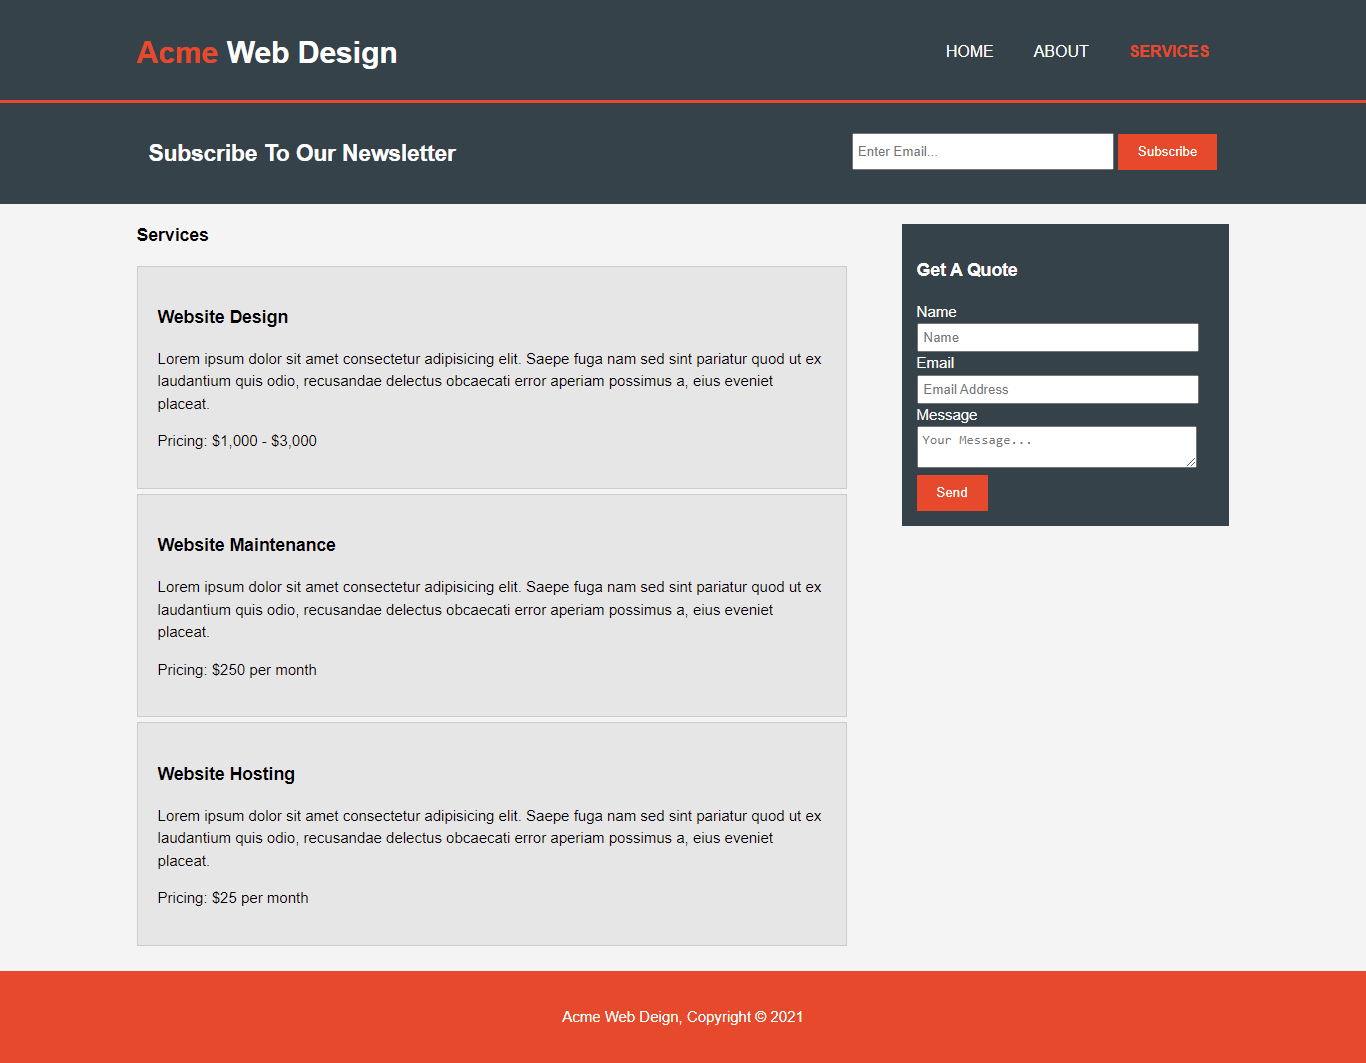 Acme Web Design
HOME
ABOUT
SERVICES
Subscribe To Our Newsletter
Enter Email...
Subscribe
Services
Website Design
Lorem ipsum dolor sit amet consectetur adipisicing elit. Saepe fuga nam sed sint pariatur quod ut ex
laudantium quis odio, recusandae delectus obcaecati error aperiam possimus a, eius eveniet
placeat.
Pricing: $1,000 - $3,000
Website Maintenance
Lorem ipsum dolor sit amet consectetur adipisicing elit. Saepe fuga nam sed sint pariatur quod ut ex
laudantium quis odio, recusandae delectus obcaecati error aperiam possimus a, eius eveniet
placeat.
Pricing: $250 per month
Website Hosting
Lorem ipsum dolor sit amet consectetur adipisicing elit. Saepe fuga nam sed sint pariatur quod ut ex
laudantium quis odio, recusandae delectus obcaecati error aperiam possimus a, eius eveniet
placeat.
Pricing: $25 per month
Get A Quote
Name
Name
Email
Email Address
Message
Your Message...
Send
Acme Web Deign, Copyright © 2021